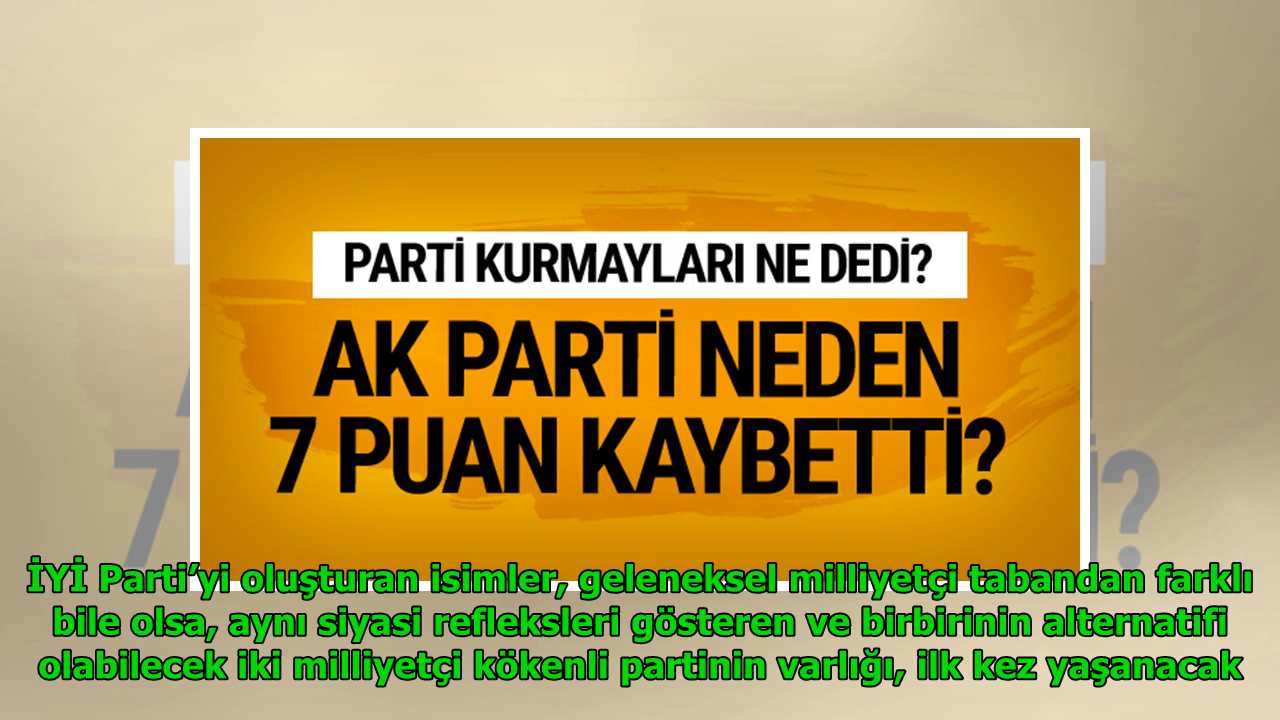 PARTİ KURMAYLARI NE DEDİ?
AK PARTİ NEDEN
7 PUAN KAYBETTİ?
İYİ Parti’yi oluşturan isimler, geleneksel milliyetçi tabandan farklı
bile olsa, aynı siyasi refleksleri gösteren ve birbirinin alternatifi
olabilecek iki milliyetçi kökenli partinin varlığı, ilk kez yaşanacak